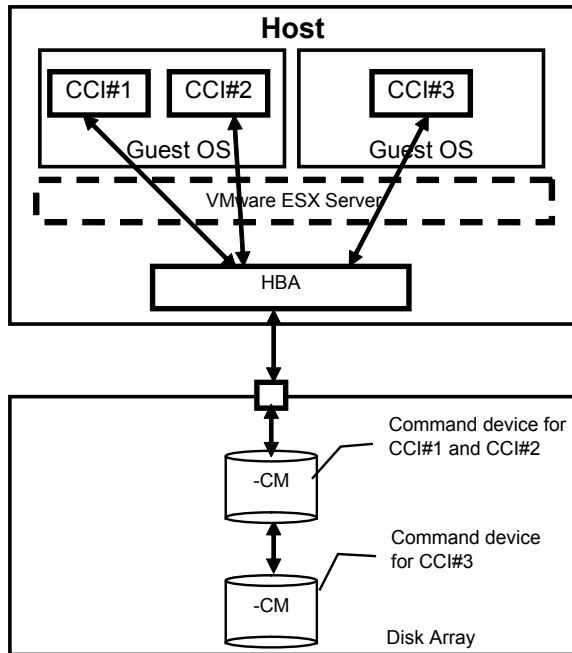 Host
CCI#1
CCI#2
CCI#3
Guest OS
Guest OS
VMware ESX Server
HBA
Command device for
CCI#1 and CCI#2
-CM
Command device
for CCI#3
-CM
Disk Array